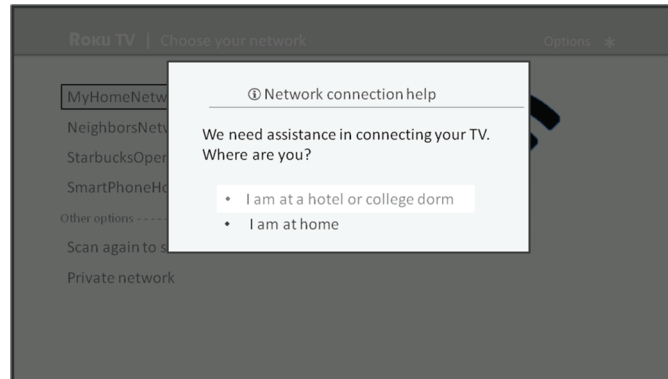 ROKU TV | Choose your network
Options ✱
MyHomeNetw
NeighborsNetw
StarbucksOper
SmartPhoneHo
Other options -----
Scan again to s
Private network
ⓘ Network connection help
We need assistance in connecting your TV.
Where are you?
• I am at a hotel or college dorm
• I am at home